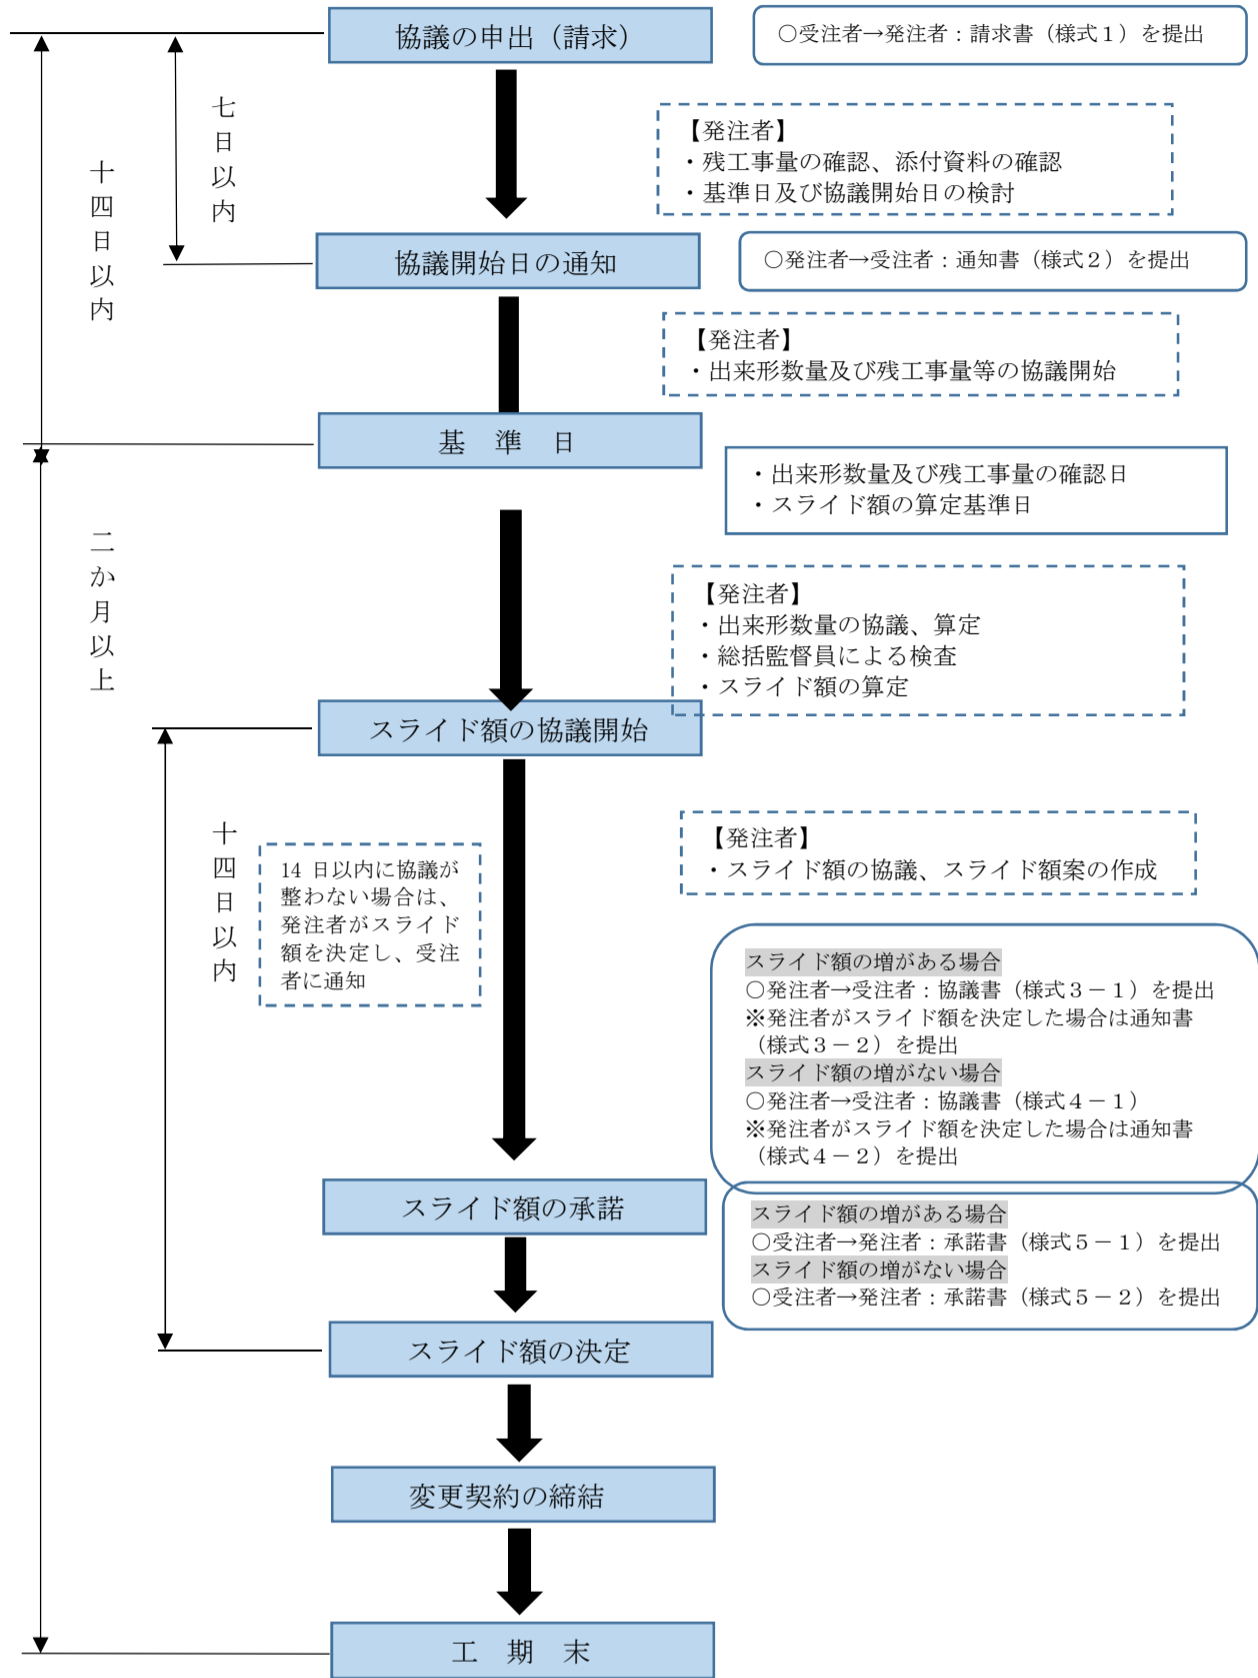 協議の申出（請求）
○受注者→発注者：請求書（様式１）を提出
七日以内
十四日以内
【発注者】
・残工事量の確認、添付資料の確認
・基準日及び協議開始日の検討
協議開始日の通知
○発注者→受注者：通知書（様式２）を提出
【発注者】
・出来形数量及び残工事量等の協議開始
基　準　日
・出来形数量及び残工事量の確認日
・スライド額の算定基準日
二か月以上
【発注者】
・出来形数量の協議、算定
・総括監督員による検査
・スライド額の算定
スライド額の協議開始
十四日以内
14 日以内に協議が
整わない場合は、
発注者がスライド
額を決定し、受注
者に通知
【発注者】
・スライド額の協議、スライド額案の作成
スライド額の増がある場合
○発注者→受注者：協議書（様式３－１）を提出
※発注者がスライド額を決定した場合は通知書
（様式３－２）を提出
スライド額の増がない場合
○発注者→受注者：協議書（様式４－１）
※発注者がスライド額を決定した場合は通知書
（様式４－２）を提出
スライド額の承諾
スライド額の増がある場合
○受注者→発注者：承諾書（様式５－１）を提出
スライド額の増がない場合
○受注者→発注者：承諾書（様式５－２）を提出
スライド額の決定
変更契約の締結
工　期　末